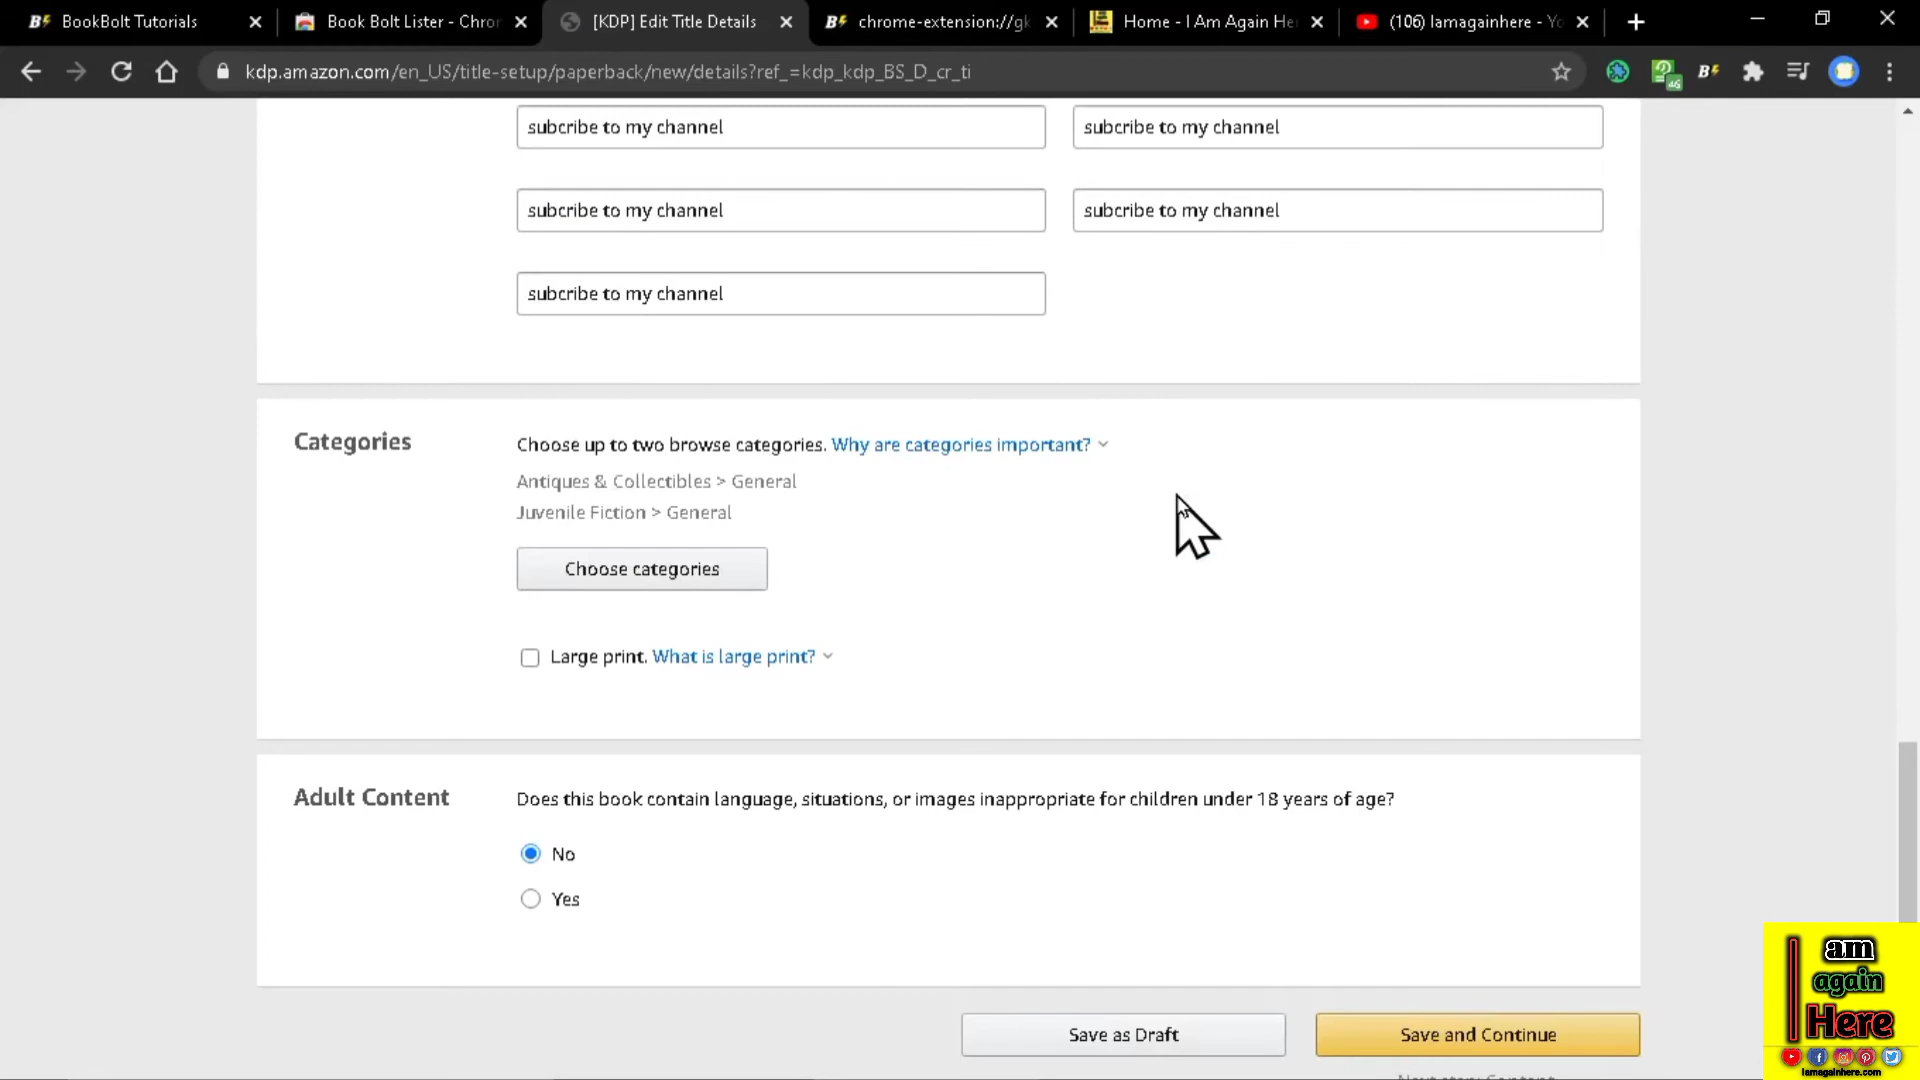 BookBolt Tutorials
Book Bolt Lister - Chror
[KDP] Edit Title Details
chrome-extension://gk
Home - I Am Again Her
(106) Iamagainhere - Yo
kdp.amazon.com/en_US/title-setup/paperback/new/details?ref_=kdp_kdp_BS_D_cr_ti
subcribe to my channel
subcribe to my channel
subcribe to my channel
subcribe to my channel
subcribe to my channel
Categories
Choose up to two browse categories. Why are categories important?
Antiques & Collectibles > General
Juvenile Fiction > General
Choose categories
Large print. What is large print?
Adult Content
Does this book contain language, situations, or images inappropriate for children under 18 years of age?
No
Yes
Save as Draft
Save and Continue
I am
again
Here
Iamagainhere.com